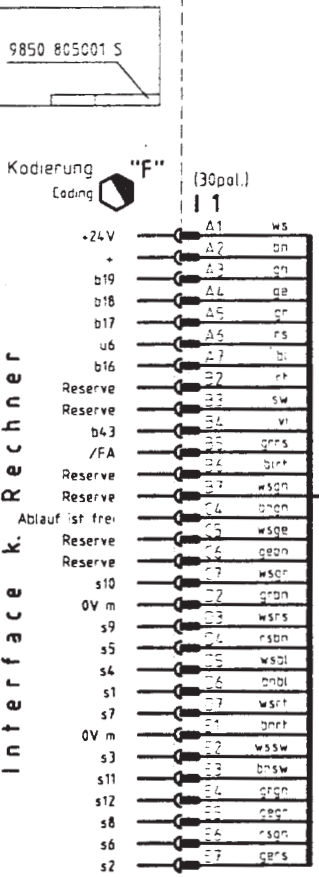 9850 805001 S
Kodierung "F"
Coding
(30pol.)
I 1
Interface k. Rechner
+24V A1 ws
+ A2 bn
b19 A3 gn
b18 A4 ge
b17 A5 gr
u6 A6 rs
b16 A7 bl
Reserve B2 rt
Reserve B3 sw
b43 B4 vi
/FA B5 grrs
Reserve B6 blrt
Reserve B7 wsgn
Ablauf ist frei C4 bngn
Reserve C5 wsge
Reserve C6 gebn
s10 C7 wsgr
0V m D2 grbn
s9 D3 wsrs
s5 D4 rsbn
s4 D5 wsbl
s1 D6 bnbl
s7 D7 wsrt
0V m E1 bnrt
s3 E2 wssw
s11 E3 bnsw
s12 E4 grgn
s8 E5 gegr
s6 E6 rsgn
s2 E7 gers